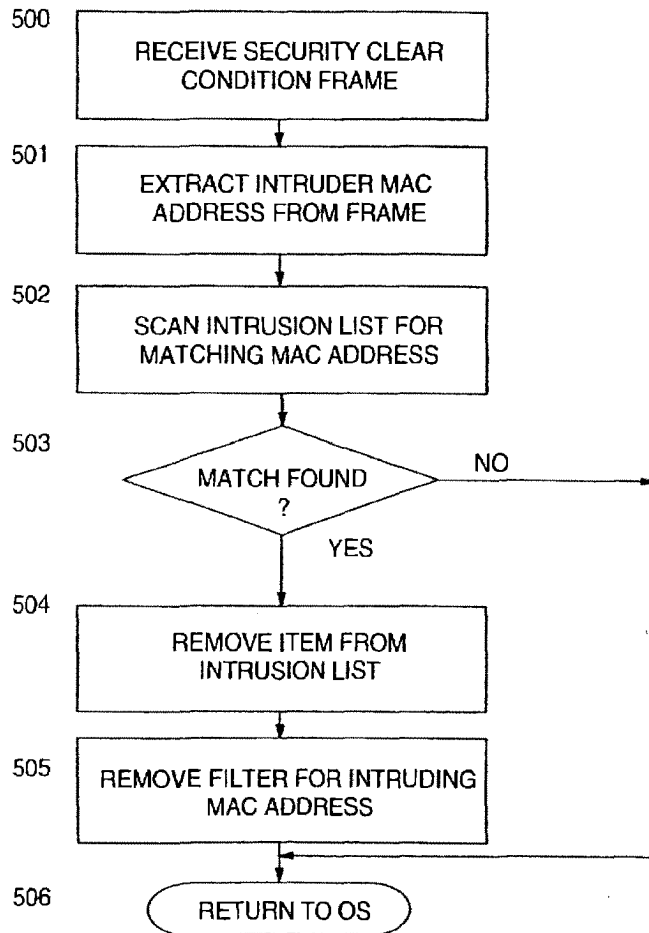 500
RECEIVE SECURITY CLEAR
CONDITION FRAME
501
EXTRACT INTRUDER MAC
ADDRESS FROM FRAME
502
SCAN INTRUSION LIST FOR
MATCHING MAC ADDRESS
503
MATCH FOUND
?
NO
YES
504
REMOVE ITEM FROM
INTRUSION LIST
505
REMOVE FILTER FOR INTRUDING
MAC ADDRESS
506
RETURN TO OS